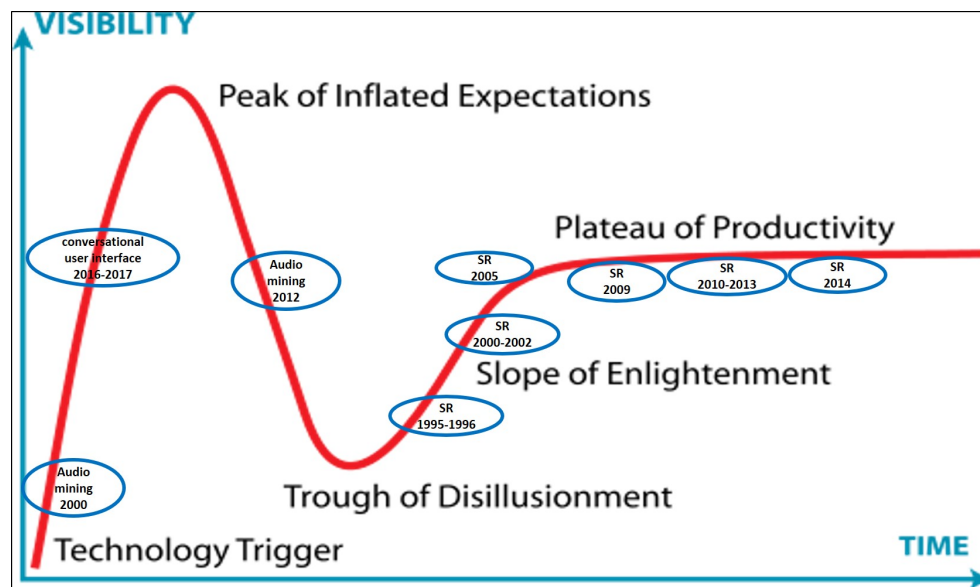 VISIBILITY
Peak of Inflated Expectations
Plateau of Productivity
conversational
user interface
2016-2017
Audio
mining
2012
SR
2005
SR
2009
SR
2010-2013
SR
2014
SR
2000-2002
Slope of Enlightenment
SR
1995-1996
Audio
mining
2000
Trough of Disillusionment
Technology Trigger
TIME